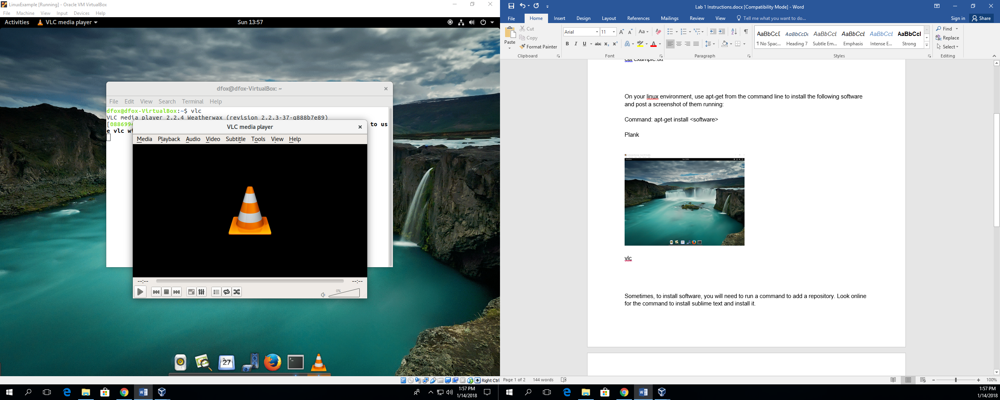 LinuxExample [Running] - Oracle VM VirtualBox
File Machine View Input Devices Help
Activities VLC media player Sun 13:57
dfox@dfox-VirtualBox: ~
File Edit View Search Terminal Help
dfox@dfox-VirtualBox:~$ vlc
VLC media player 2.2.4 Weatherwax (revision 2.2.3-37-g888b7e89)
[088699 to us
e vlc wi
VLC media player
Media Playback Audio Video Subtitle Tools View Help
--:-- --:--
0%
27
Right Ctrl
1:57 PM
1/14/2018
Lab 1 Instructions.docx [Compatibility Mode] - Word
File Home Insert Design Layout References Mailings Review View Tell me what you want to do... Sign in Share
Paste Cut
Copy
Format Painter
Clipboard
Arial 11
Font
Paragraph
AaBbCcD AaBbCcDc AaBbCcL AaBbCcL AaBbCcL AaBbCcl
¶ No Spac... Heading 7 Subtle Em... Emphasis Intense E... Strong
Styles
Find
Replace
Select
Editing
cat example.txt
On your linux environment, use apt-get from the command line to install the following software
and post a screenshot of them running:
Command: apt-get install <software>
Plank
vlc
Sometimes, to install software, you will need to run a command to add a repository. Look online
for the command to install sublime text and install it.
Page 1 of 2 144 words 100%
1:57 PM
1/14/2018